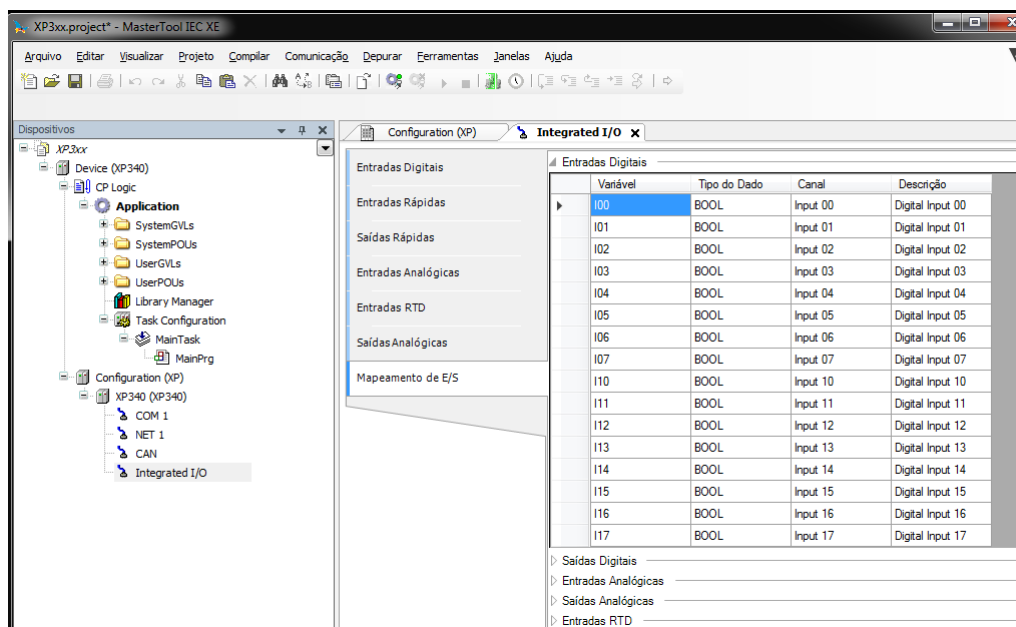 XP3xx.project* - MasterTool IEC XE
Arquivo Editar Visualizar Projeto Compilar Comunicação Depurar Ferramentas Janelas Ajuda
Dispositivos
XP3xx
Device (XP340)
CP Logic
Application
SystemGVLs
SystemPOUs
UserGVLs
UserPOUs
Library Manager
Task Configuration
MainTask
MainPrg
Configuration (XP)
XP340 (XP340)
COM 1
NET 1
CAN
Integrated I/O
Configuration (XP) Integrated I/O
Entradas Digitais
Entradas Rápidas
Saídas Rápidas
Entradas Analógicas
Entradas RTD
Saídas Analógicas
Mapeamento de E/S
Entradas Digitais
Variável Tipo do Dado Canal Descrição
I00 BOOL Input 00 Digital Input 00
I01 BOOL Input 01 Digital Input 01
I02 BOOL Input 02 Digital Input 02
I03 BOOL Input 03 Digital Input 03
I04 BOOL Input 04 Digital Input 04
I05 BOOL Input 05 Digital Input 05
I06 BOOL Input 06 Digital Input 06
I07 BOOL Input 07 Digital Input 07
I10 BOOL Input 10 Digital Input 10
I11 BOOL Input 11 Digital Input 11
I12 BOOL Input 12 Digital Input 12
I13 BOOL Input 13 Digital Input 13
I14 BOOL Input 14 Digital Input 14
I15 BOOL Input 15 Digital Input 15
I16 BOOL Input 16 Digital Input 16
I17 BOOL Input 17 Digital Input 17
Saídas Digitais
Entradas Analógicas
Saídas Analógicas
Entradas RTD